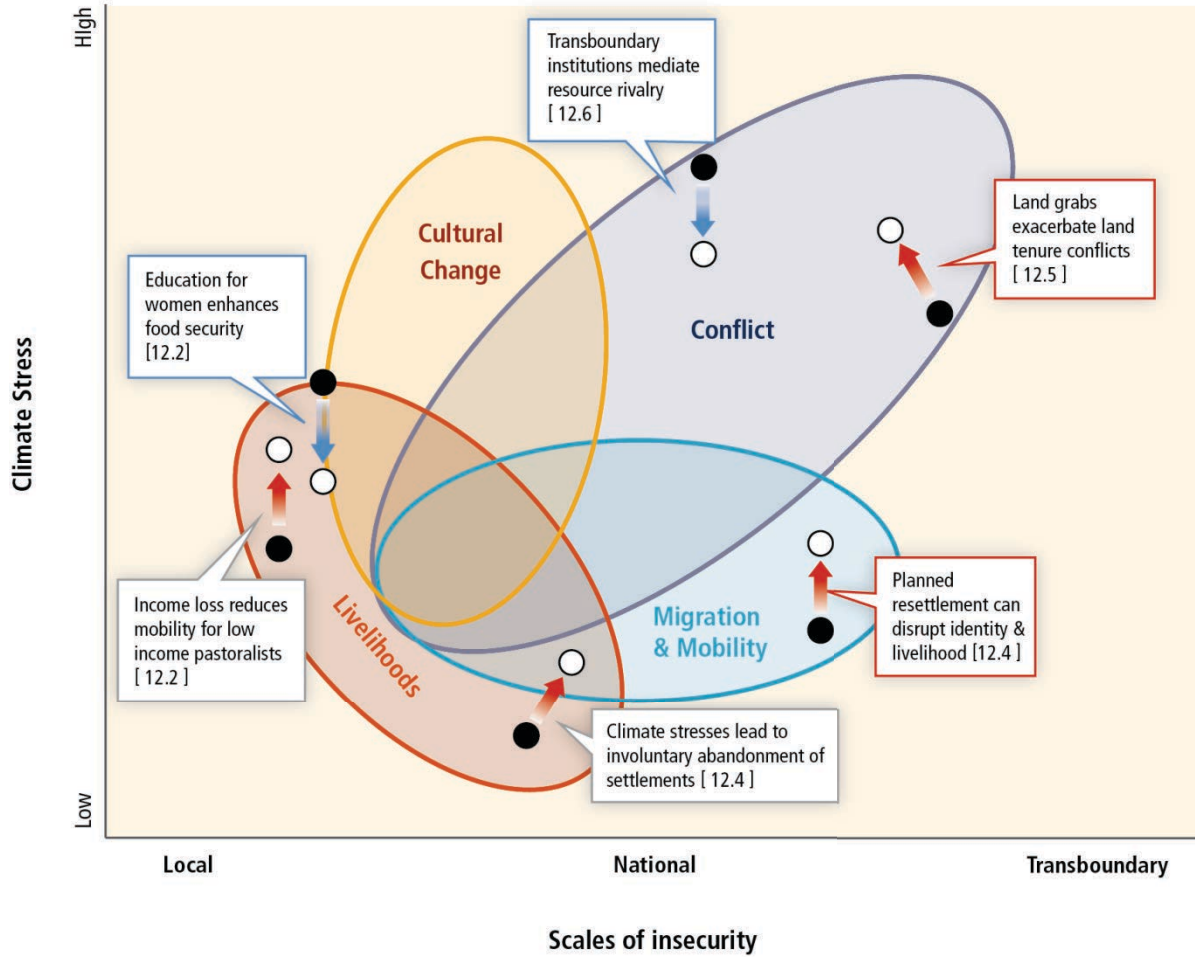 HIgh
Climate Stress
Low
Transboundary
institutions mediate
resource rivalry
[ 12.6]
Land grabs
exacerbate land
tenure conflicts
[ 12.5]
Cultural
Change
Education for
women enhances
food security
[12.2]
Conflict
Income loss reduces
mobility for low
income pastoralists
[ 12.2 ]
Livelihoods
Migration
& Mobility
Planned
resettlement can
disrupt identity &
livelihood [12.4 ]
Climate stresses lead to
involuntary abandonment of
settlements [ 12.4 ]
Local
National
Transboundary
Scales of insecurity